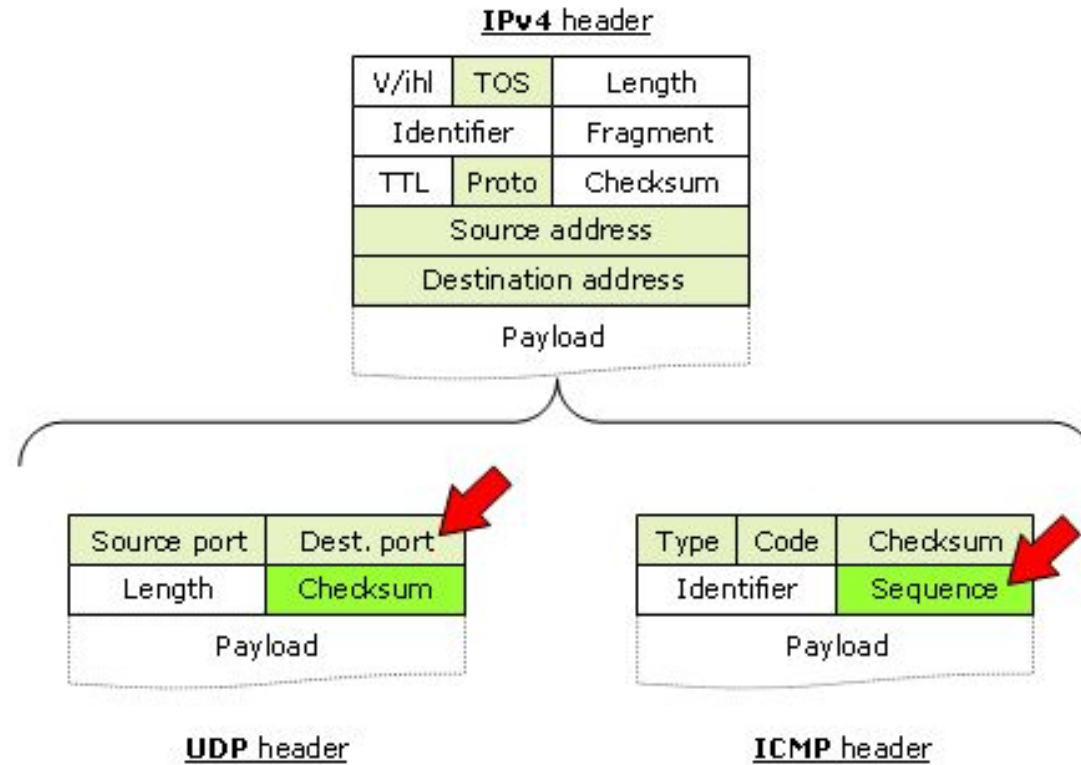 IPv4 header
V/ihl TOS Length
Identifier Fragment
TTL Proto Checksum
Source address
Destination address
Payload
Source port Dest. port
Length Checksum
Payload
UDP header
Type Code Checksum
Identifier Sequence
Payload
ICMP header